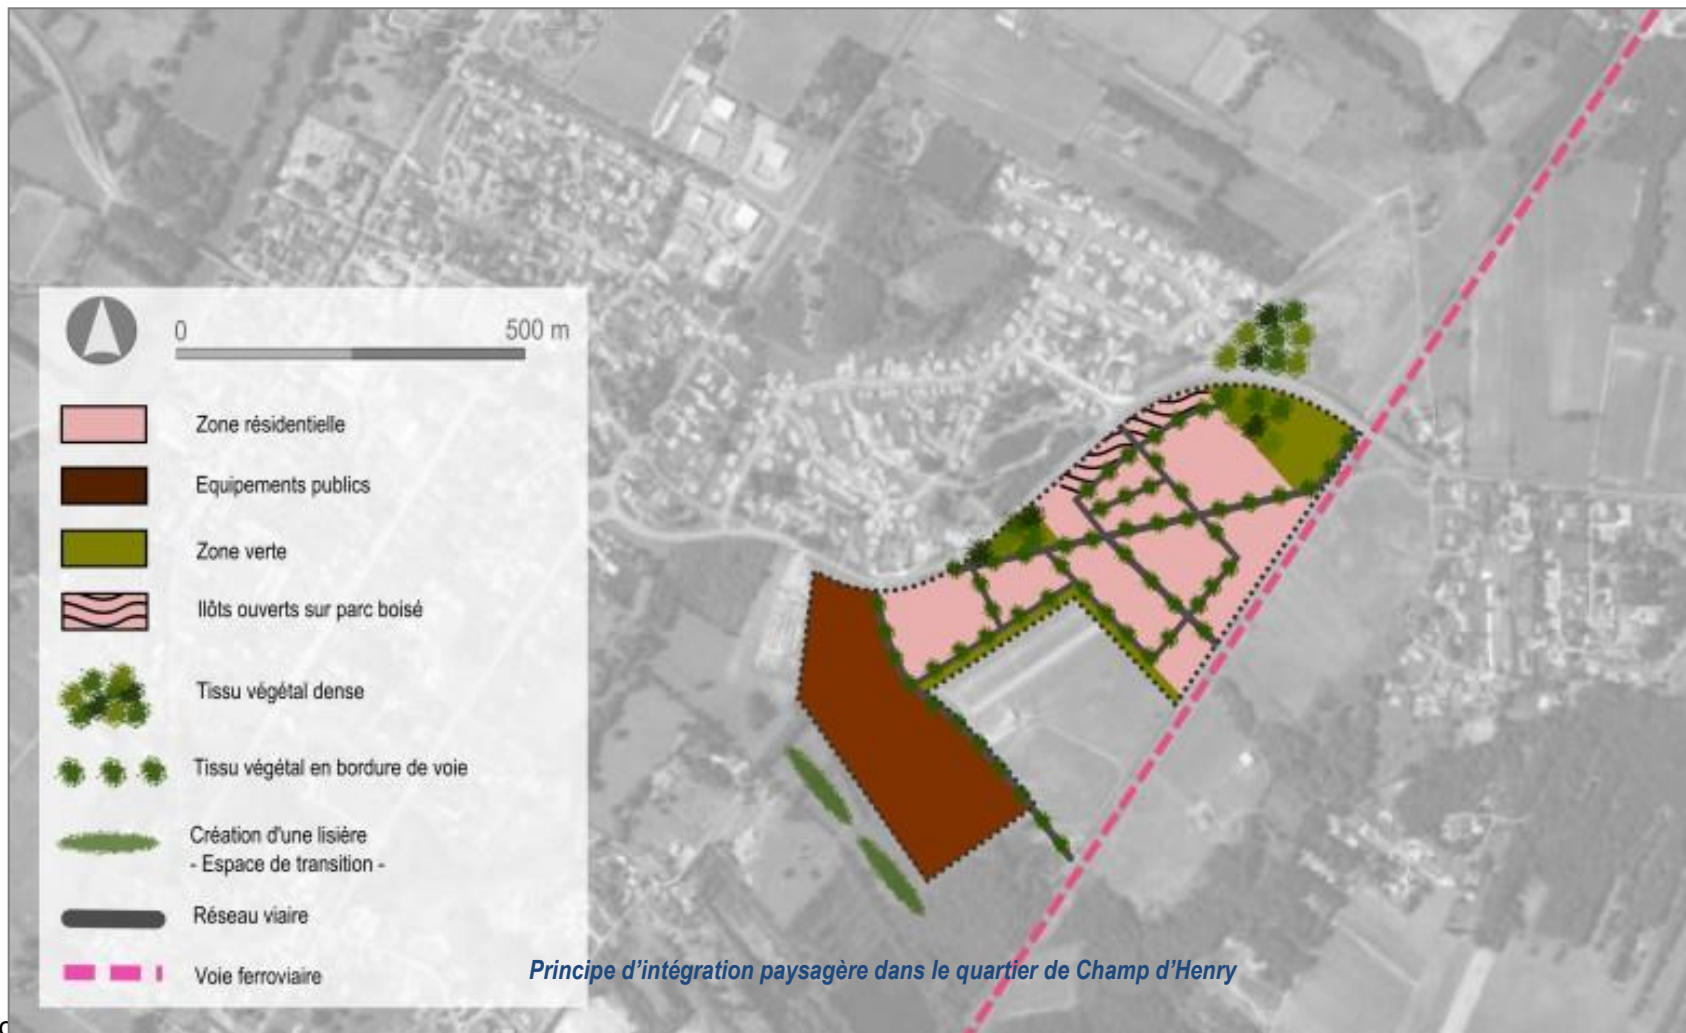 0 500 m
Zone résidentielle
Equipements publics
Zone verte
Ilôts ouverts sur parc boisé
Tissu végétal dense
Tissu végétal en bordure de voie
Création d'une lisière
- Espace de transition -
Réseau viaire
Voie ferroviaire
Principe d’intégration paysagère dans le quartier de Champ d’Henry